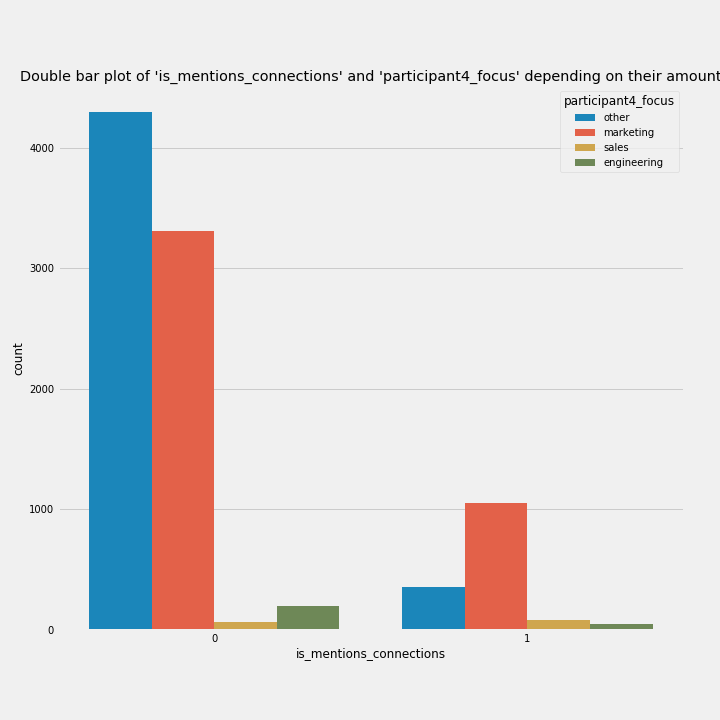 Double bar plot of 'is_mentions_connections' and 'participant4_focus' depending on their amount
participant4_focus
other
marketing
sales
engineering
4000
3000
2000
1000
0
count
0 1
is_mentions_connections